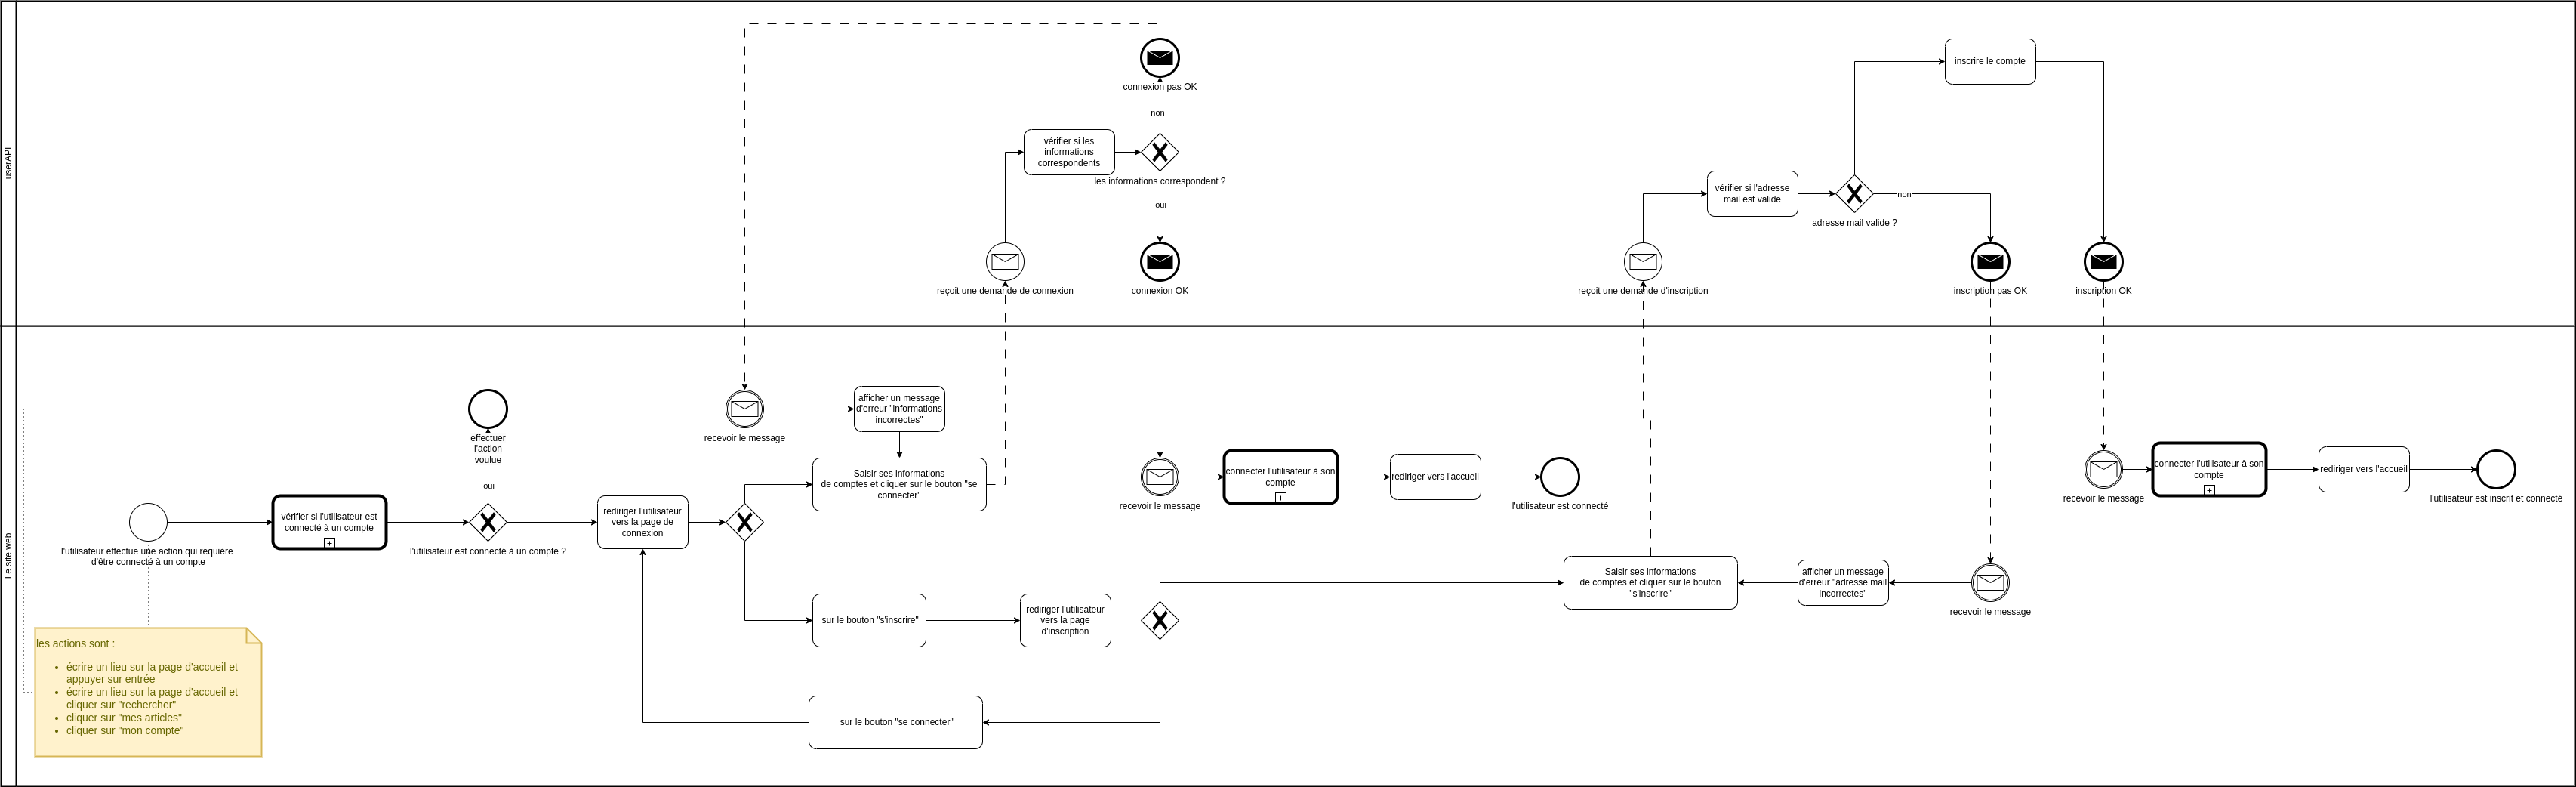 userAPI
connexion pas OK
non
vérifier si les
informations
correspondents
les informations correspondent ?
oui
reçoit une demande de connexion
connexion OK
inscrire le compte
vérifier si l'adresse
mail est valide
non
adresse mail valide ?
reçoit une demande d'inscription
inscription pas OK
inscription OK
Le site web
l'utilisateur effectue une action qui requière
d'être connecté à un compte
vérifier si l'utilisateur est
connecté à un compte
effectuer
l'action
voulue
oui
l'utilisateur est connecté à un compte ?
rediriger l'utilisateur
vers la page de
connexion
recevoir le message
afficher un message
d'erreur "informations
incorrectes"
Saisir ses informations
de comptes et cliquer sur le bouton "se
connecter"
sur le bouton "s'inscrire"
rediriger l'utilisateur
vers la page
d'inscription
sur le bouton "se connecter"
recevoir le message
connecter l'utilisateur à son
compte
rediriger vers l'accueil
l'utilisateur est connecté
Saisir ses informations
de comptes et cliquer sur le bouton
"s'inscrire"
afficher un message
d'erreur "adresse mail
incorrectes"
recevoir le message
recevoir le message
connecter l'utilisateur à son
compte
rediriger vers l'accueil
l'utilisateur est inscrit et connecté
les actions sont :
• écrire un lieu sur la page d'accueil et
appuyer sur entrée
• écrire un lieu sur la page d'accueil et
cliquer sur "rechercher"
• cliquer sur "mes articles"
• cliquer sur "mon compte"